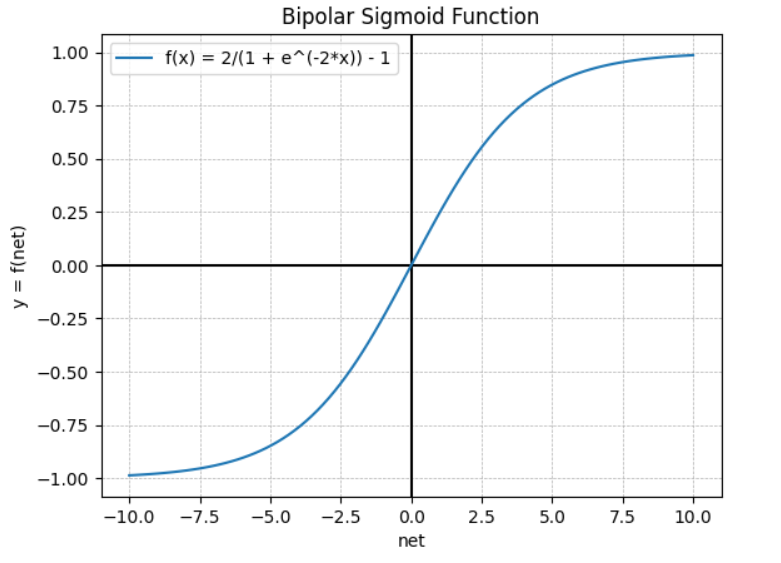 Bipolar Sigmoid Function
f(x) = 2/(1 + e^(-2*x)) - 1
1.00
0.75
0.50
0.25
0.00
−0.25
−0.50
−0.75
−1.00
y = f(net)
−10.0 −7.5 −5.0 −2.5 0.0 2.5 5.0 7.5 10.0
net